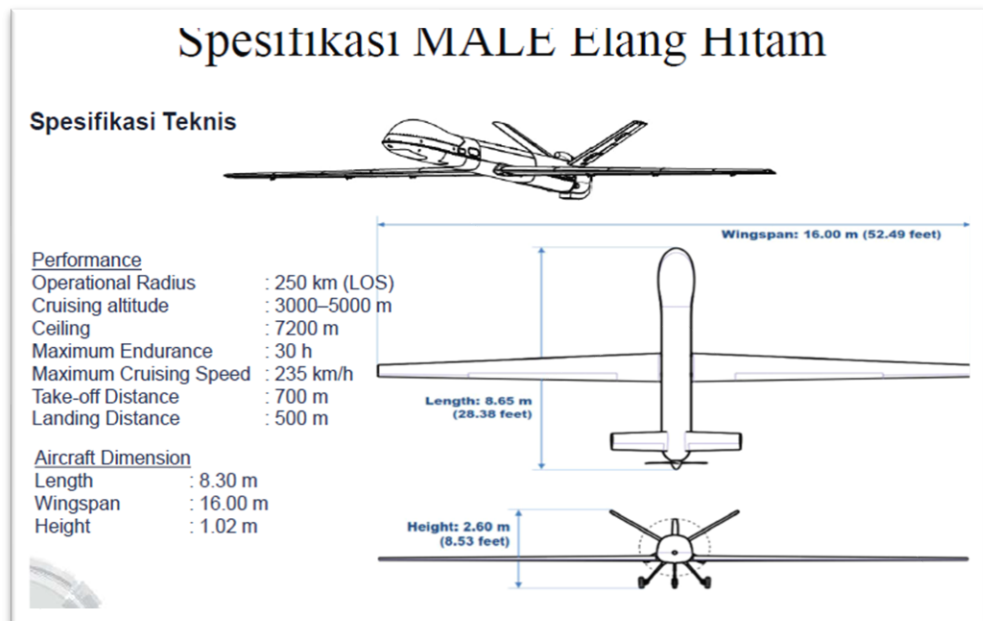 Spesifikasi MALE Elang Hitam
Spesifikasi Teknis
Wingspan: 16.00 m (52.49 feet)
Performance
Operational Radius : 250 km (LOS)
Cruising altitude : 3000–5000 m
Ceiling : 7200 m
Maximum Endurance : 30 h
Maximum Cruising Speed : 235 km/h
Take-off Distance : 700 m
Landing Distance : 500 m
Length: 8.65 m
(28.38 feet)
Aircraft Dimension
Length : 8.30 m
Wingspan : 16.00 m
Height : 1.02 m
Height: 2.60 m
(8.53 feet)